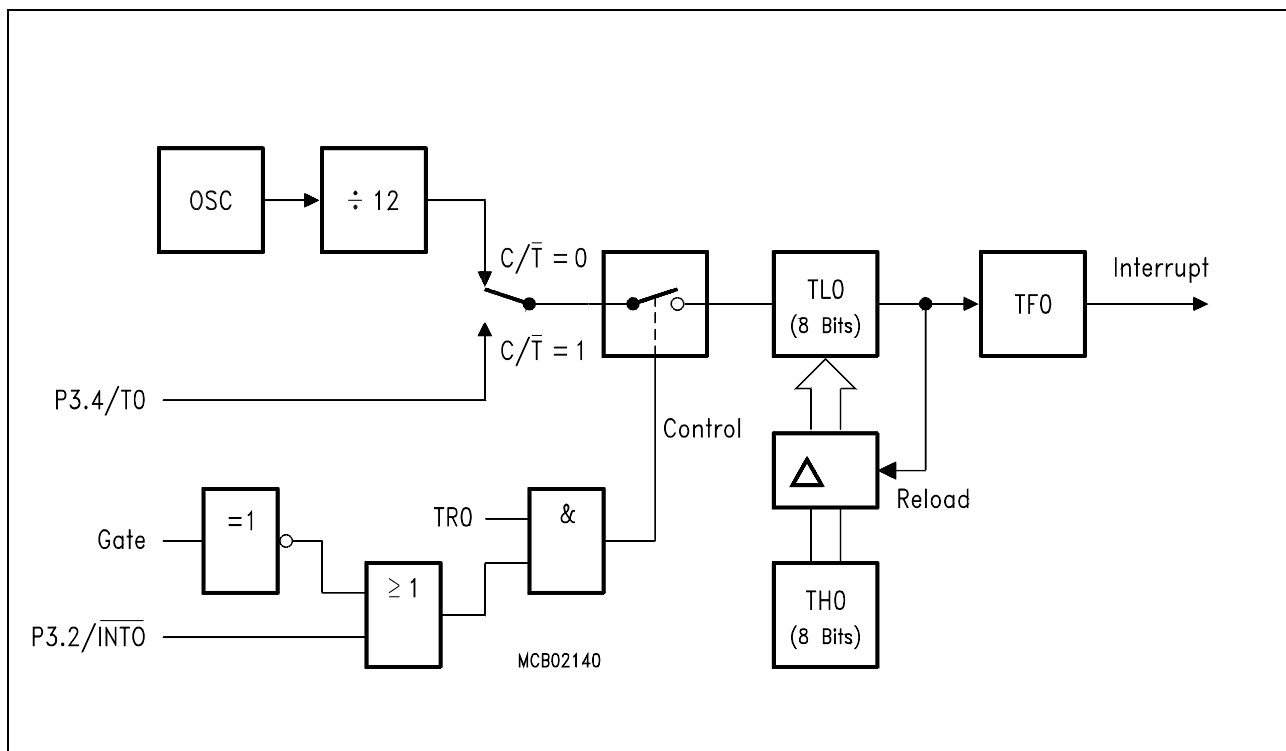 OSC
÷ 12
C/T̅ = 0
C/T̅ = 1
P3.4/T0
TL0
(8 Bits)
TF0
Interrupt
Control
Reload
Gate
=1
TR0
&
≥ 1
P3.2/I̅N̅T̅0̅
TH0
(8 Bits)
MCB02140